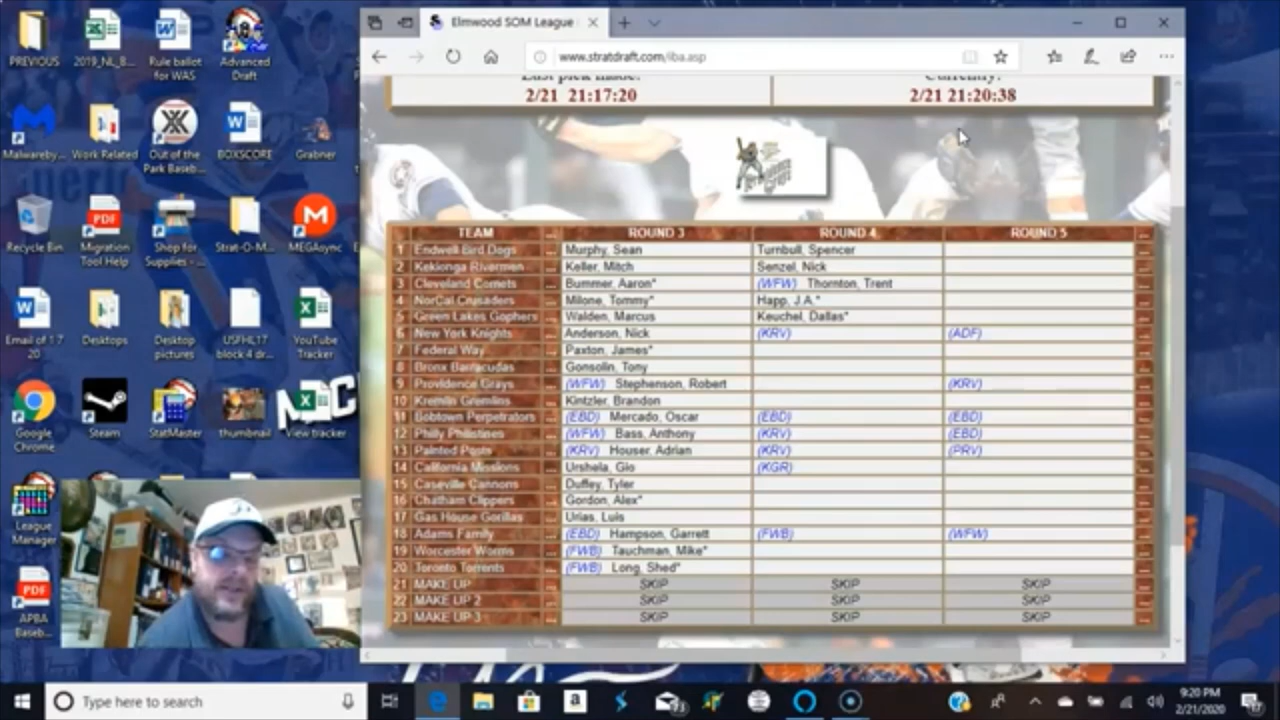 Elmwood SOM League
www.stratdraft.com/iba.asp
Last pick made: Currently:
2/21 21:17:20 2/21 21:20:38
TEAM ... ROUND 3 ROUND 4 ROUND 5 ...
1 Endwell Bird Dogs ... Murphy, Sean Turnbull, Spencer ...
2 Kekionga Rivermen ... Keller, Mitch Senzel, Nick ...
3 Cleveland Comets ... Bummer, Aaron* (WFW) Thornton, Trent ...
4 NorCal Crusaders ... Milone, Tommy* Happ, J.A.* ...
5 Green Lakes Gophers ... Walden, Marcus Keuchel, Dallas* ...
6 New York Knights ... Anderson, Nick (KRV) (ADF) ...
7 Federal Way ... Paxton, James* ...
8 Bronx Barracudas ... Gonsolin, Tony ...
9 Providence Grays ... (WFW) Stephenson, Robert (KRV) ...
10 Kremlin Gremlins ... Kintzler, Brandon ...
11 Bobtown Perpetrators ... (EBD) Mercado, Oscar (EBD) (EBD) ...
12 Philly Philistines ... (WFW) Bass, Anthony (KRV) (EBD) ...
13 Painted Posts ... (KRV) Houser, Adrian (KRV) (PRV) ...
14 California Missions ... Urshela, Gio (KGR) ...
15 Caseville Cannons ... Duffey, Tyler ...
16 Chatham Clippers ... Gordon, Alex* ...
17 Gas House Gorillas ... Urias, Luis ...
18 Adams Family ... (EBD) Hampson, Garrett (FWB) (WFW) ...
19 Worcester Worms ... (FWB) Tauchman, Mike* ...
20 Toronto Torrents ... (FWB) Long, Shed* ...
21 MAKE UP ... SKIP SKIP SKIP ...
22 MAKE UP 2 ... SKIP SKIP SKIP ...
23 MAKE UP 3 ... SKIP SKIP SKIP ...
PREVIOUS
2019_NL_B...
Rule ballot for WAS
Advanced Draft
Malwareby...
Work Related
Out of the Park Baseb...
BOXSCORE
Grabner
Recycle Bin
Migration Tool Help
Shop for Supplies - ...
Strat-O-M...
MEGAsync
Email of 1 7 20
Desktops
Desktop pictures
USFHL17 block 4 dr...
YouTube Tracker
Google Chrome
Steam
StatMaster
thumbnail
View tracker
League Manager
APBA Baseb...
Type here to search
9:20 PM
2/21/2020